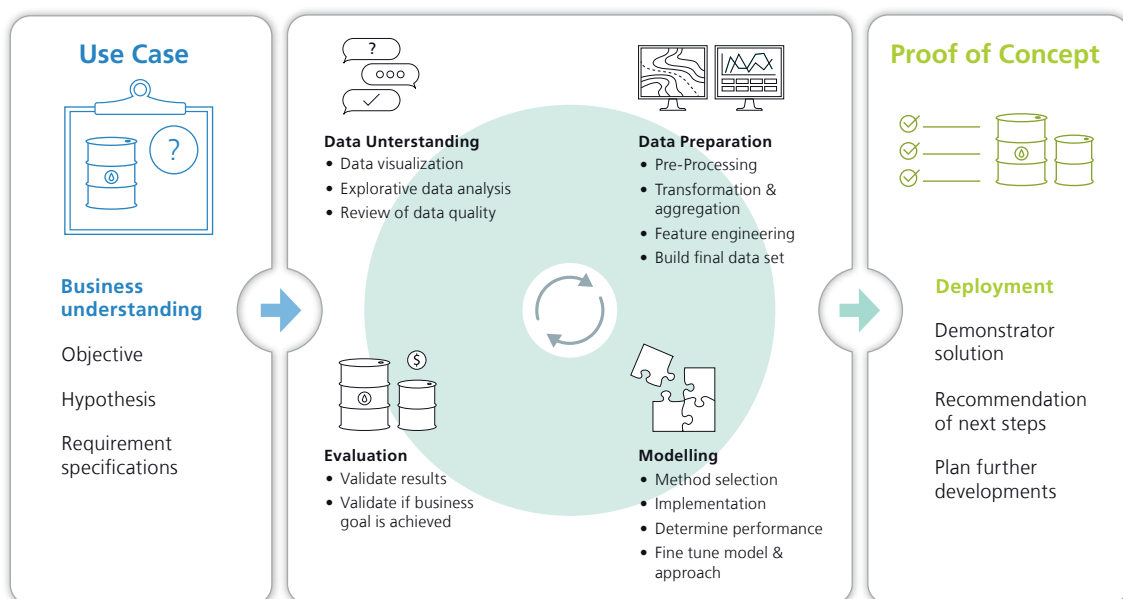 Use Case
?
Business
understanding
Objective
Hypothesis
Requirement
specifications
?
Data Unterstanding
• Data visualization
• Explorative data analysis
• Review of data quality
Data Preparation
• Pre-Processing
• Transformation &
aggregation
• Feature engineering
• Build final data set
$
Evaluation
• Validate results
• Validate if business
goal is achieved
Modelling
• Method selection
• Implementation
• Determine performance
• Fine tune model &
approach
Proof of Concept
Deployment
Demonstrator
solution
Recommendation
of next steps
Plan further
developments